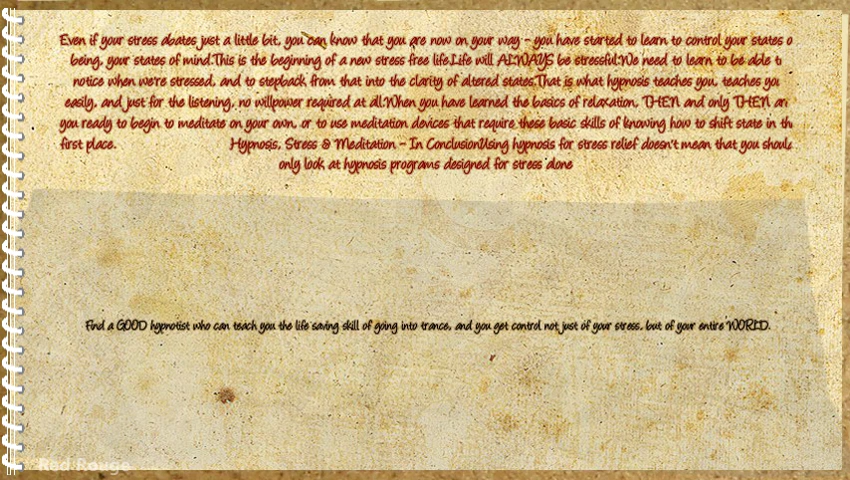 Even if your stress abates just a little bit, you can know that you are now on your way - you have started to learn to control your states o
being, your states of mind.This is the beginning of a new stress free life.Life will ALWAYS be stressful.We need to learn to be able t
notice when we're stressed, and to stepback from that into the clarity of altered states.That is what hypnosis teaches you, teaches you
easily, and just for the listening, no willpower required at all.When you have learned the basics of relaxation, THEN and only THEN ar
you ready to begin to meditate on your own, or to use meditation devices that require these basic skills of knowing how to shift state in th
first place. Hypnosis, Stress & Meditation - In ConclusionUsing hypnosis for stress relief doesn't mean that you shoul
only look at hypnosis programs designed for stress alone
Find a GOOD hypnotist who can teach you the life saving skill of going into trance, and you get control not just of your stress, but of your entire WORLD.
Red Rouge